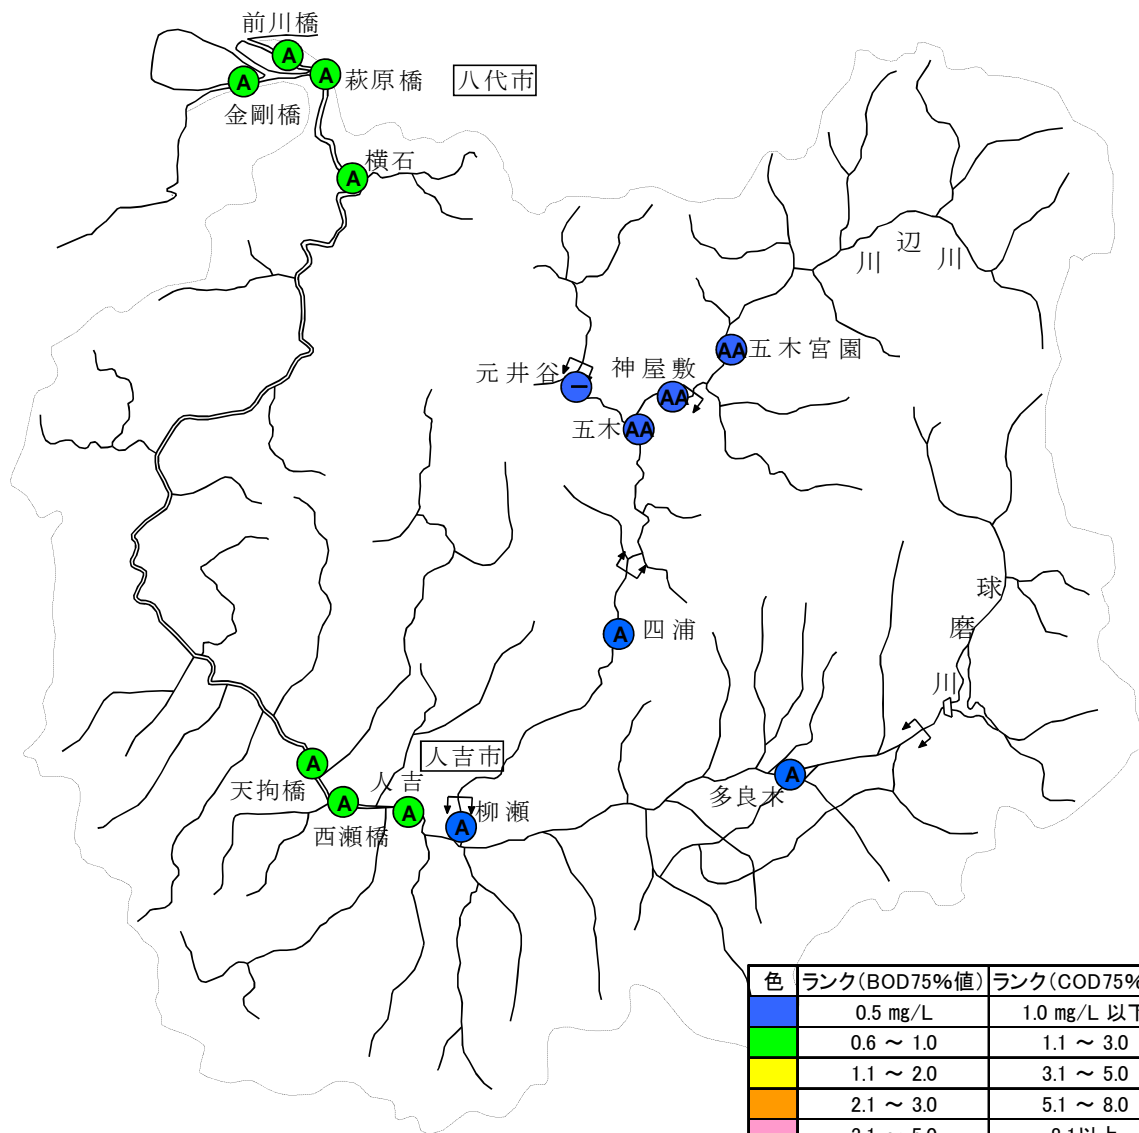 前川橋
A
A
萩原橋
八代市
A
金剛橋
横石
A
川辺川
AA
五木宮園
元井谷
神屋敷
ー
AA
五木
AA
球磨川
A
四浦
人吉市
A
天拘橋
人吉
A
多良木
A
A
柳瀬
西瀬橋
A
色 ランク(BOD75%値) ランク(COD75%
0.5 mg/L 1.0 mg/L 以下
0.6 ～ 1.0 1.1 ～ 3.0
1.1 ～ 2.0 3.1 ～ 5.0
2.1 ～ 3.0 5.1 ～ 8.0